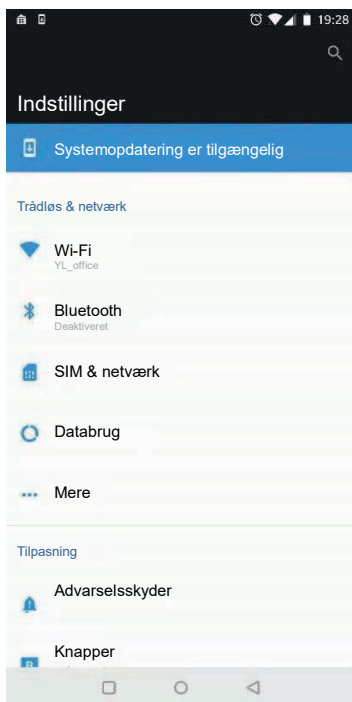 19:28
Indstillinger
Systemopdatering er tilgængelig
Trådløs & netværk
Wi-Fi
YL_office
Bluetooth
Deaktiveret
SIM & netværk
Databrug
Mere
Tilpasning
Advarselsskyder
Knapper